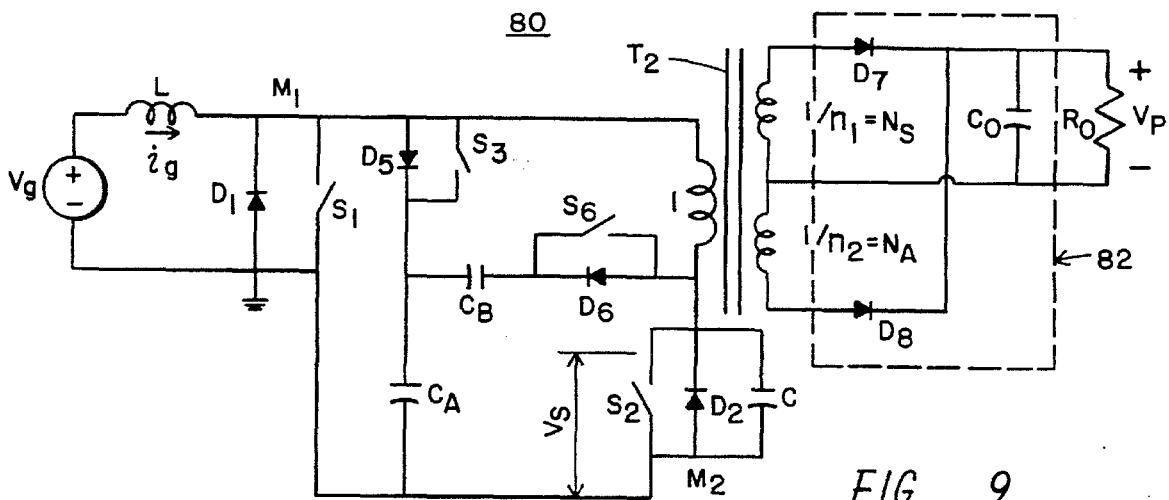 80
T2
L
M1
ig
Vg
+
-
D1
S1
D5
S3
S6
CB
D6
CA
VS
S2
D2
C
M2
1
D7
1/n1=NS
CO
RO
+
VP
-
1/n2=NA
82
D8
FIG. 9